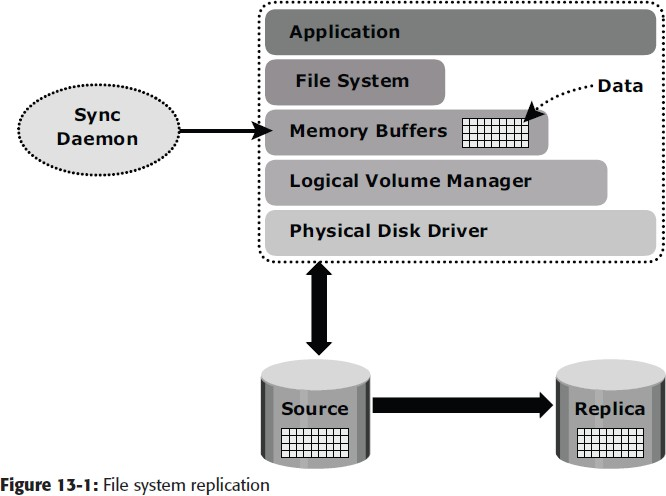 Application
File System
Data
Sync
Daemon
Memory Buffers
Logical Volume Manager
Physical Disk Driver
Source
Replica
Figure 13-1: File system replication